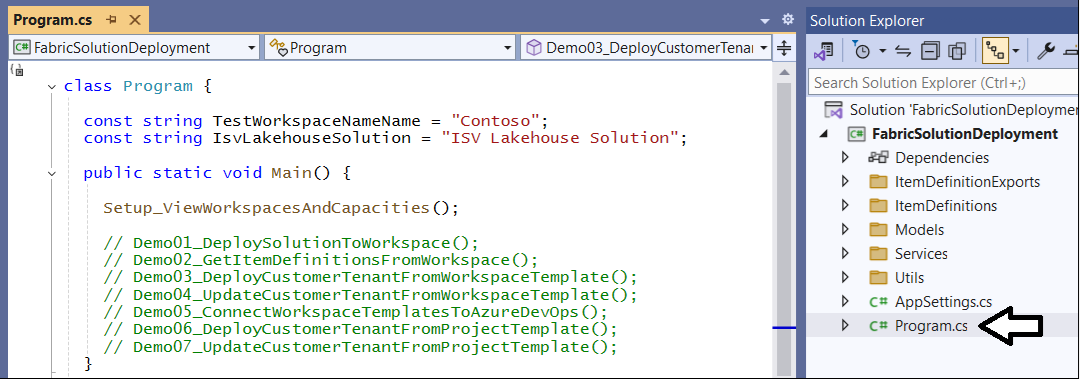 Program.cs
FabricSolutionDeployment
Program
Demo03_DeployCustomerTenan
class Program {
const string TestWorkspaceNameName = "Contoso";
const string IsvLakehouseSolution = "ISV Lakehouse Solution";
public static void Main() {
Setup_ViewWorkspacesAndCapacities();
// Demo01_DeploySolutionToWorkspace();
// Demo02_GetItemDefinitionsFromWorkspace();
// Demo03_DeployCustomerTenantFromWorkspaceTemplate();
// Demo04_UpdateCustomerTenantFromWorkspaceTemplate();
// Demo05_ConnectWorkspaceTemplatesToAzureDevOps();
// Demo06_DeployCustomerTenantFromProjectTemplate();
// Demo07_UpdateCustomerTenantFromProjectTemplate();
}
Solution Explorer
Search Solution Explorer (Ctrl+;)
Solution 'FabricSolutionDeployment
C# FabricSolutionDeployment
Dependencies
ItemDefinitionExports
ItemDefinitions
Models
Services
Utils
C# AppSettings.cs
C# Program.cs